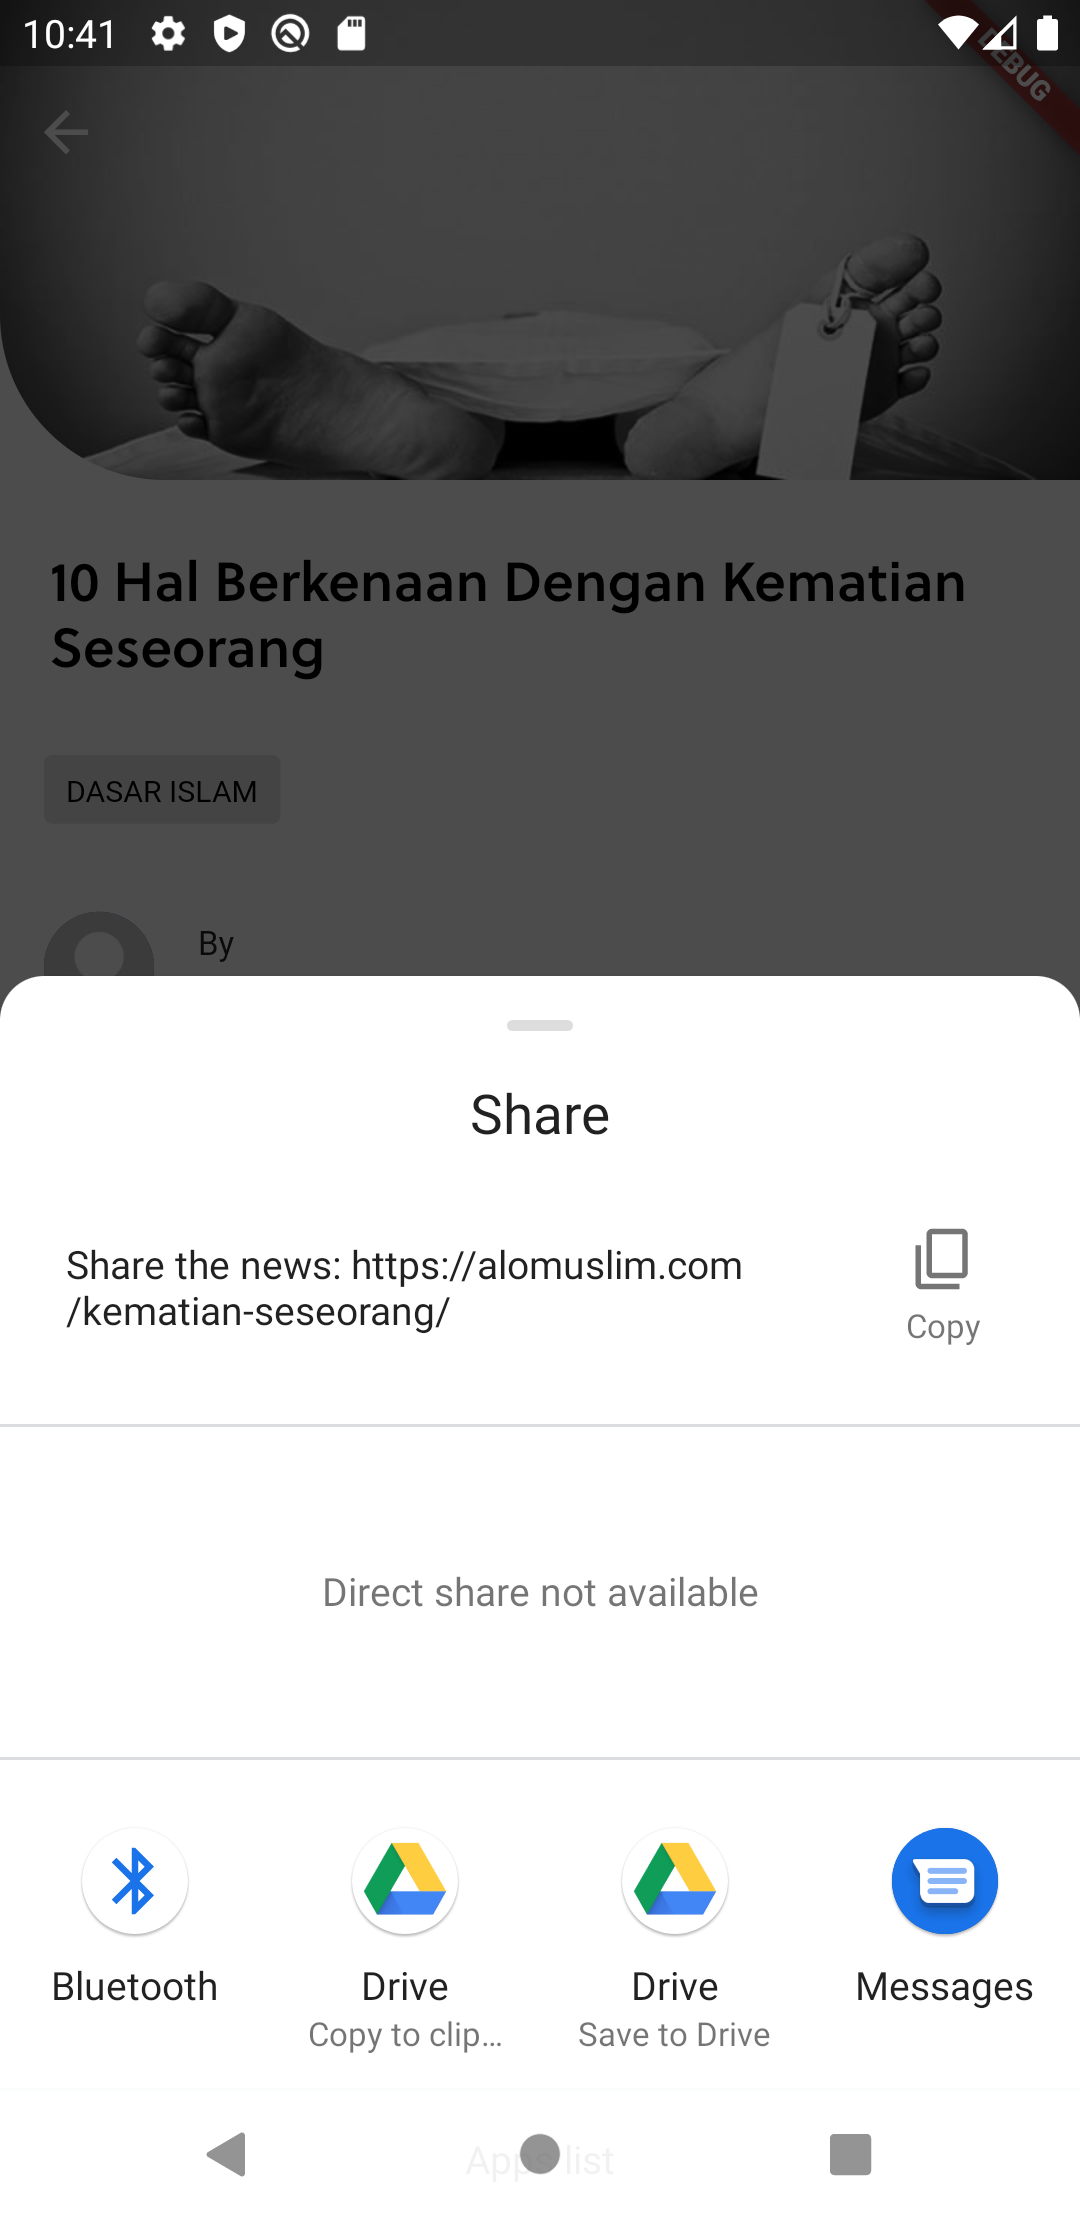 10:41
DEBUG
10 Hal Berkenaan Dengan Kematian
Seseorang
DASAR ISLAM
By
Share
Share the news: https://alomuslim.com
/kematian-seseorang/
Copy
Direct share not available
Bluetooth
Drive
Copy to clip...
Drive
Save to Drive
Messages
Apps list